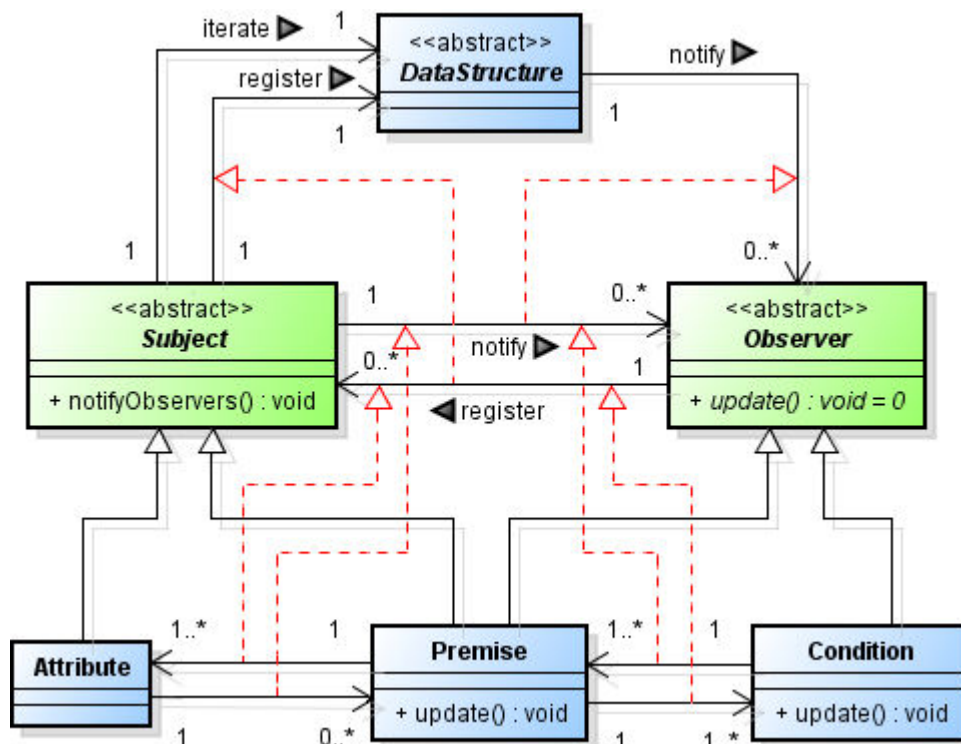 iterate
1
<<abstract>>
DataStructure
notify
register
1
1
1
1
0..*
<<abstract>>
Subject
+ notifyObservers() : void
1
0..*
notify
0..*
1
register
<<abstract>>
Observer
+ update() : void = 0
1..*
1
1..*
1
Attribute
Premise
+ update() : void
Condition
+ update() : void
1
0..*
1
1..*